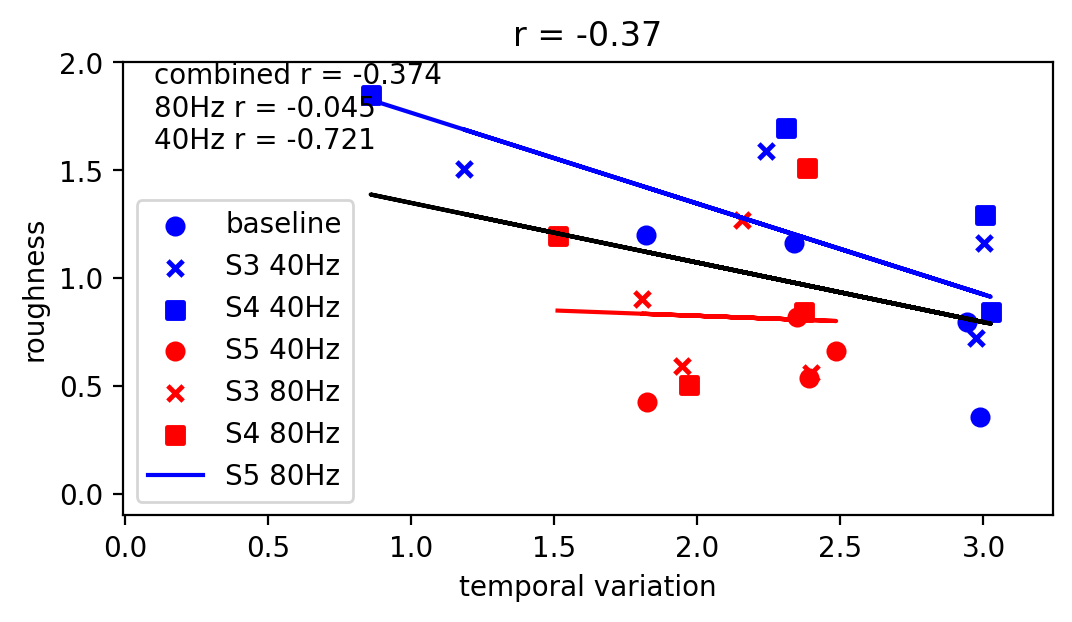 r = -0.37
combined r = -0.374
80Hz r = -0.045
40Hz r = -0.721
2.0
1.5
1.0
0.5
0.0
roughness
baseline
S3 40Hz
S4 40Hz
S5 40Hz
S3 80Hz
S4 80Hz
S5 80Hz
0.0 0.5 1.0 1.5 2.0 2.5 3.0
temporal variation